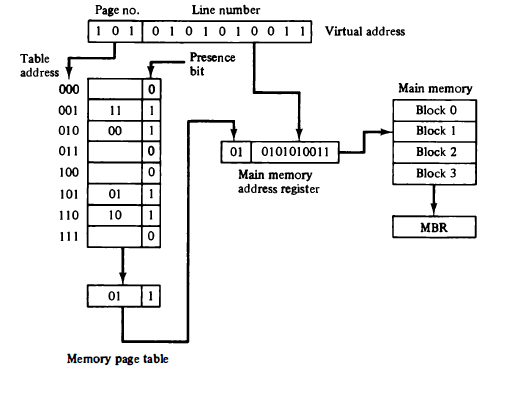 Page no. Line number
1 0 1 0 1 0 1 0 1 0 0 1 1 Virtual address
Table address
Presence bit
000 0
001 11 1
010 00 1
011 0
100 0
101 01 1
110 10 1
111 0
01 1
Memory page table
01 0101010011
Main memory
address register
Main memory
Block 0
Block 1
Block 2
Block 3
MBR